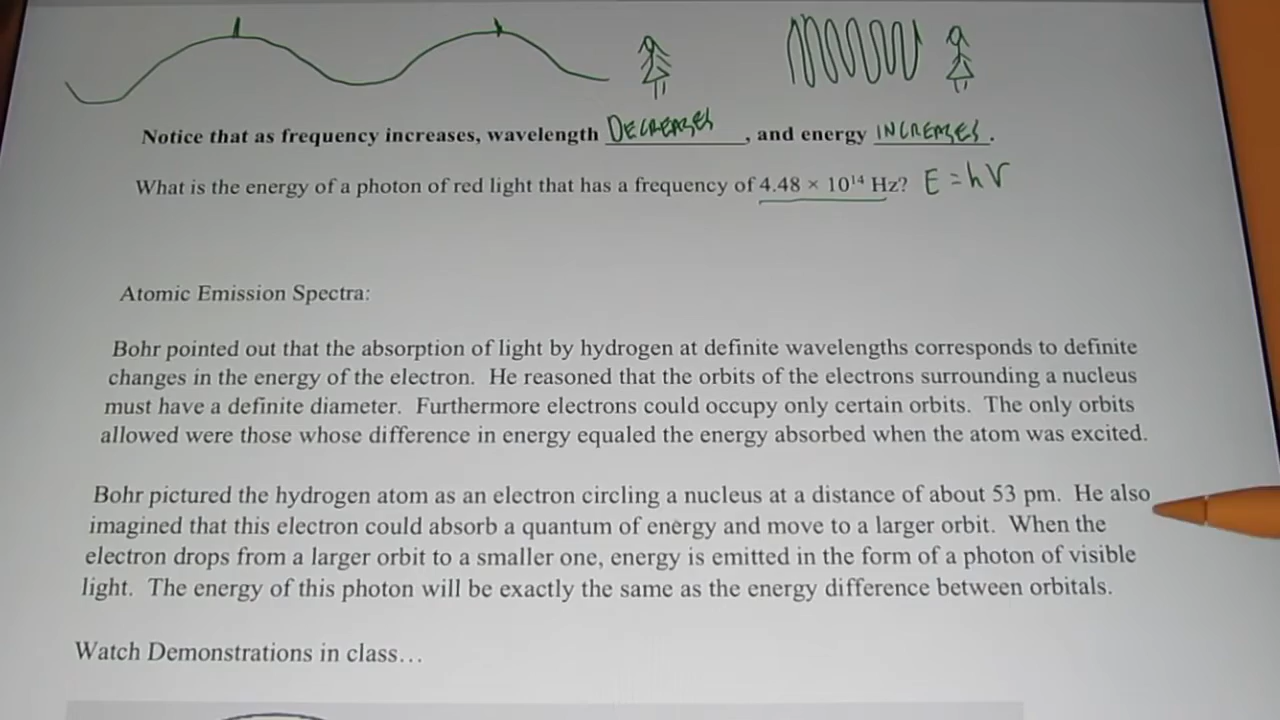 Notice that as frequency increases, wavelength DECREASES, and energy INCREASES.
What is the energy of a photon of red light that has a frequency of 4.48 × 10¹⁴ Hz? E = hν
Atomic Emission Spectra:
Bohr pointed out that the absorption of light by hydrogen at definite wavelengths corresponds to definite
changes in the energy of the electron. He reasoned that the orbits of the electrons surrounding a nucleus
must have a definite diameter. Furthermore electrons could occupy only certain orbits. The only orbits
allowed were those whose difference in energy equaled the energy absorbed when the atom was excited.
Bohr pictured the hydrogen atom as an electron circling a nucleus at a distance of about 53 pm. He also
imagined that this electron could absorb a quantum of energy and move to a larger orbit. When the
electron drops from a larger orbit to a smaller one, energy is emitted in the form of a photon of visible
light. The energy of this photon will be exactly the same as the energy difference between orbitals.
Watch Demonstrations in class…